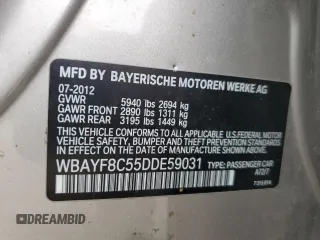 MFD BY BAYERISCHE MOTOREN WERKE AG
07-2012
GVWR 5940 lbs 2694 kg
GAWR FRONT 2890 lbs 1311 kg
GAWR REAR 3195 lbs 1449 kg
THIS VEHICLE CONFORMS TO ALL APPLICABLE U.S. FEDERAL MOTOR
VEHICLE SAFETY, BUMPER, AND THEFT PREVENTION STANDARDS IN
EFFECT ON THE DATE OF MANUFACTURE SHOWN ABOVE.
WBAYF8C55DDE59031 TYPE: PASSENGER CAR
A72/7
DREAMBID